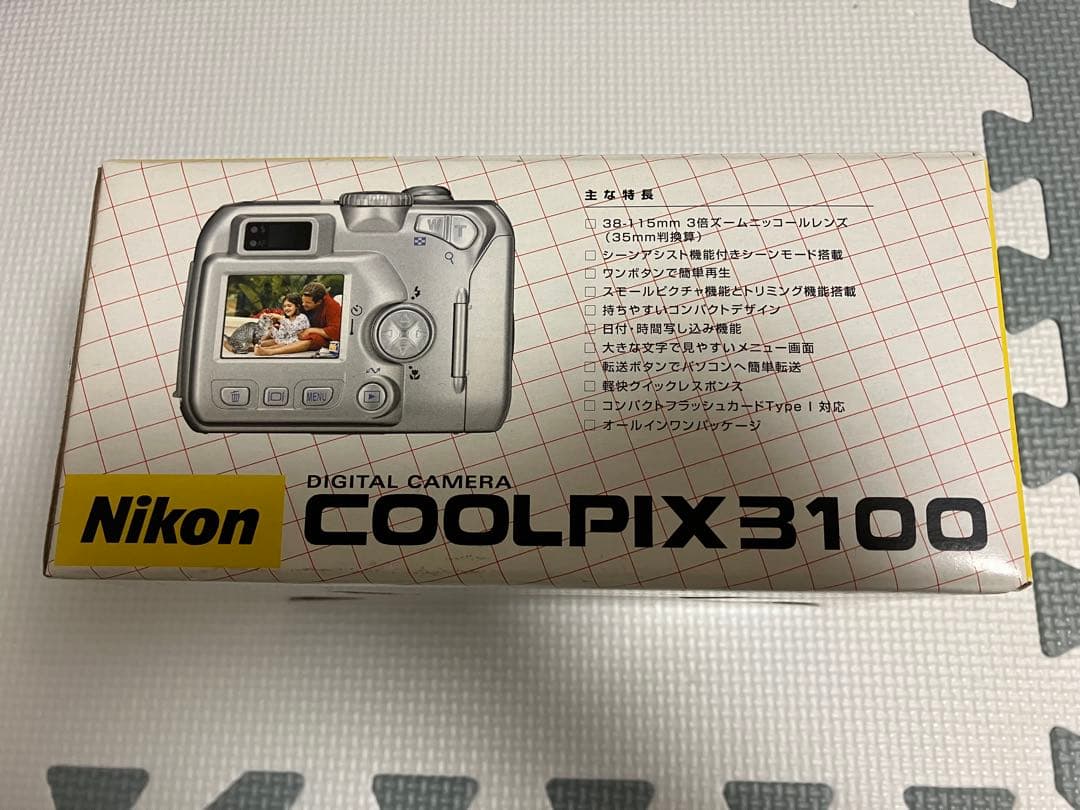 主な特長
□ 38-115mm 3倍ズームニッコールレンズ
（35mm判換算）
□ シーンアシスト機能付きシーンモード搭載
□ ワンボタンで簡単再生
□ スモールピクチャ機能とトリミング機能搭載
□ 持ちやすいコンパクトデザイン
□ 日付・時間写し込み機能
□ 大きな文字で見やすいメニュー画面
□ 転送ボタンでパソコンへ簡単転送
□ 軽快クイックレスポンス
□ コンパクトフラッシュカードType I 対応
□ オールインワンパッケージ
W T
MENU
Nikon
DIGITAL CAMERA
COOLPIX3100